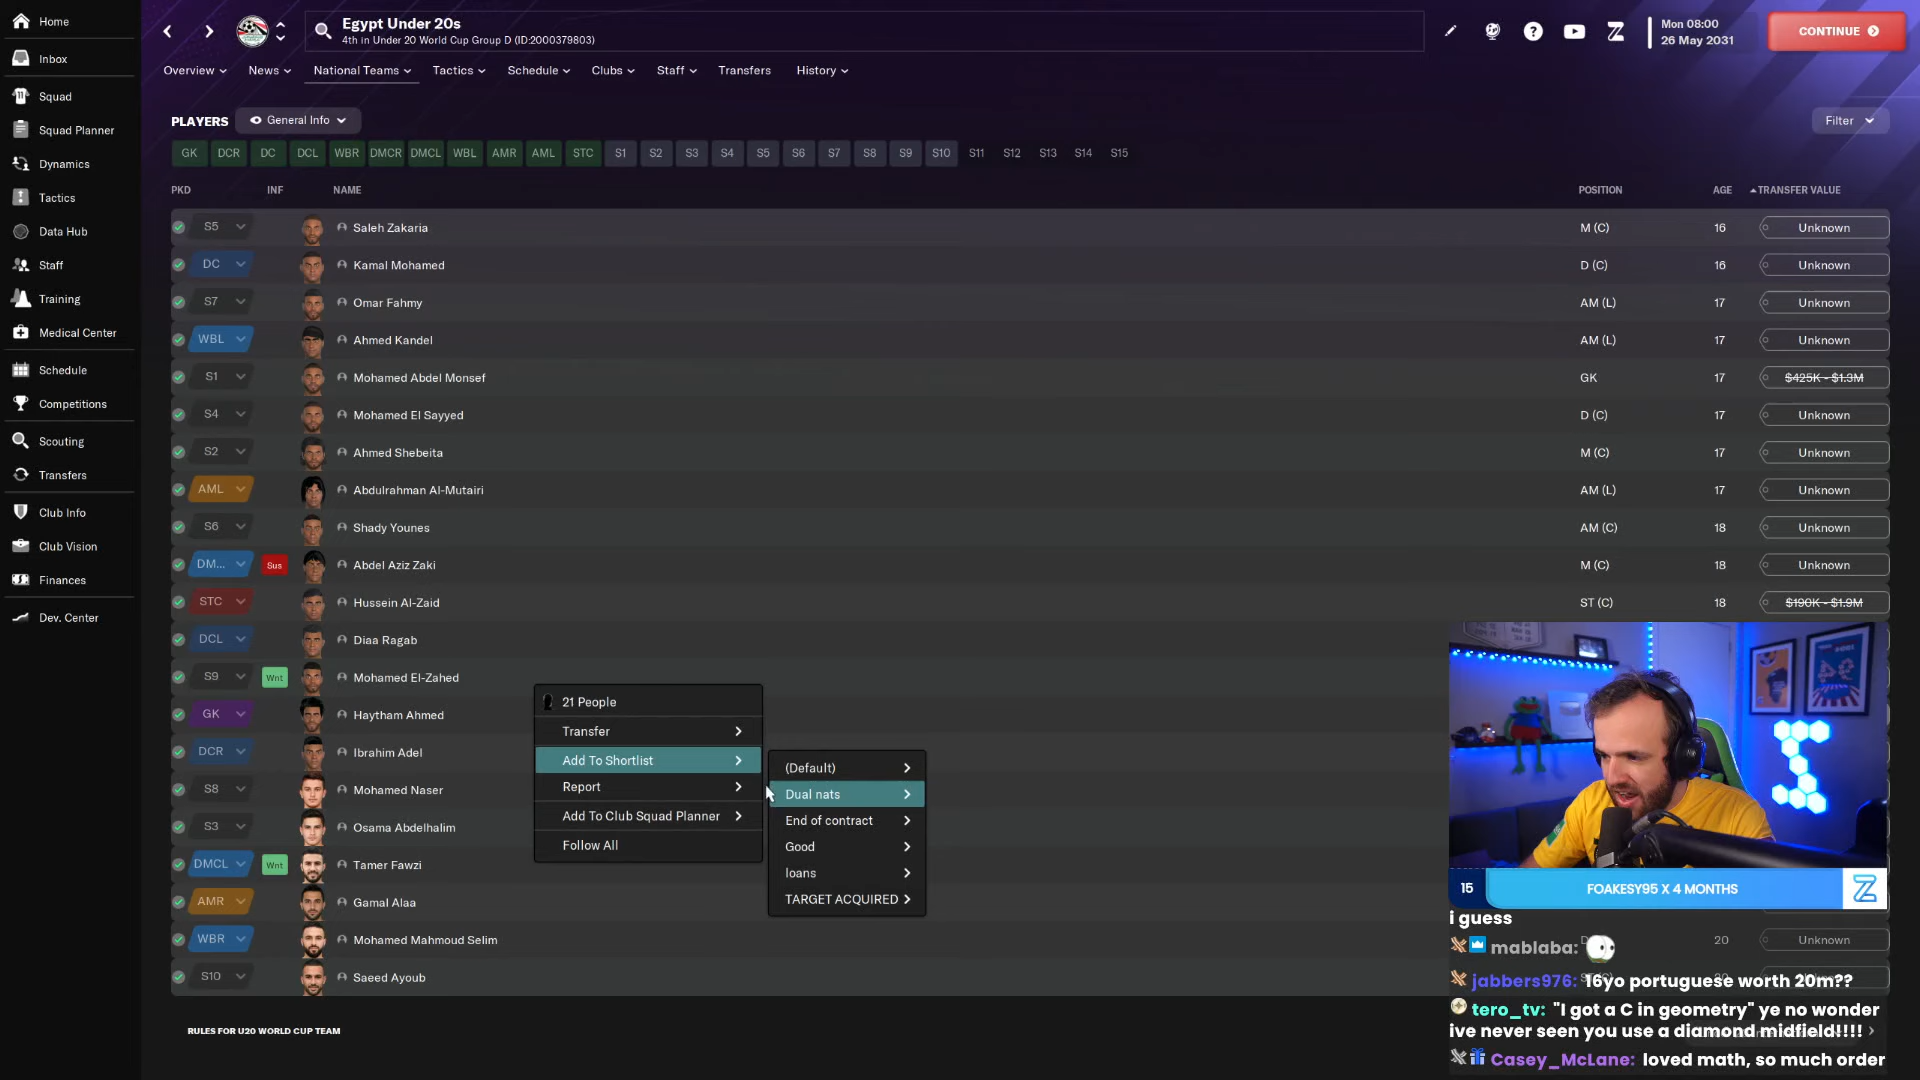 Home
Inbox
Squad
Squad Planner
Dynamics
Tactics
Data Hub
Staff
Training
Medical Center
Schedule
Competitions
Scouting
Transfers
Club Info
Club Vision
Finances
Dev. Center
Egypt Under 20s
4th in Under 20 World Cup Group D (ID:2000379803)
Mon 08:00
26 May 2031
CONTINUE
Overview News National Teams Tactics Schedule Clubs Staff Transfers History
PLAYERS General Info Filter
GK DCR DC DCL WBR DMCR DMCL WBL AMR AML STC S1 S2 S3 S4 S5 S6 S7 S8 S9 S10 S11 S12 S13 S14 S15
PKD INF NAME POSITION AGE TRANSFER VALUE
S5 Saleh Zakaria M (C) 16 Unknown
DC Kamal Mohamed D (C) 16 Unknown
S7 Omar Fahmy AM (L) 17 Unknown
WBL Ahmed Kandel AM (L) 17 Unknown
S1 Mohamed Abdel Monsef GK 17 $425K - $1.3M
S4 Mohamed El Sayyed D (C) 17 Unknown
S2 Ahmed Shebeita M (C) 17 Unknown
AML Abdulrahman Al-Mutairi AM (L) 17 Unknown
S6 Shady Younes AM (C) 18 Unknown
DM... Sus Abdel Aziz Zaki M (C) 18 Unknown
STC Hussein Al-Zaid ST (C) 18 $190K - $1.9M
DCL Diaa Ragab
S9 Wnt Mohamed El-Zahed
GK Haytham Ahmed
DCR Ibrahim Adel
S8 Mohamed Naser
S3 Osama Abdelhalim
DMCL Wnt Tamer Fawzi
AMR Gamal Alaa
WBR Mohamed Mahmoud Selim 20 Unknown
S10 Saeed Ayoub
21 People
Transfer
Add To Shortlist
Report
Add To Club Squad Planner
Follow All
(Default)
Dual nats
End of contract
Good
loans
TARGET ACQUIRED
15 FOAKESY95 X 4 MONTHS
i guess
mablaba:
jabbers976: 16yo portuguese worth 20m??
tero_tv: "I got a C in geometry" ye no wonder
ive never seen you use a diamond midfield!!!!
Casey_McLane: loved math, so much order
RULES FOR U20 WORLD CUP TEAM